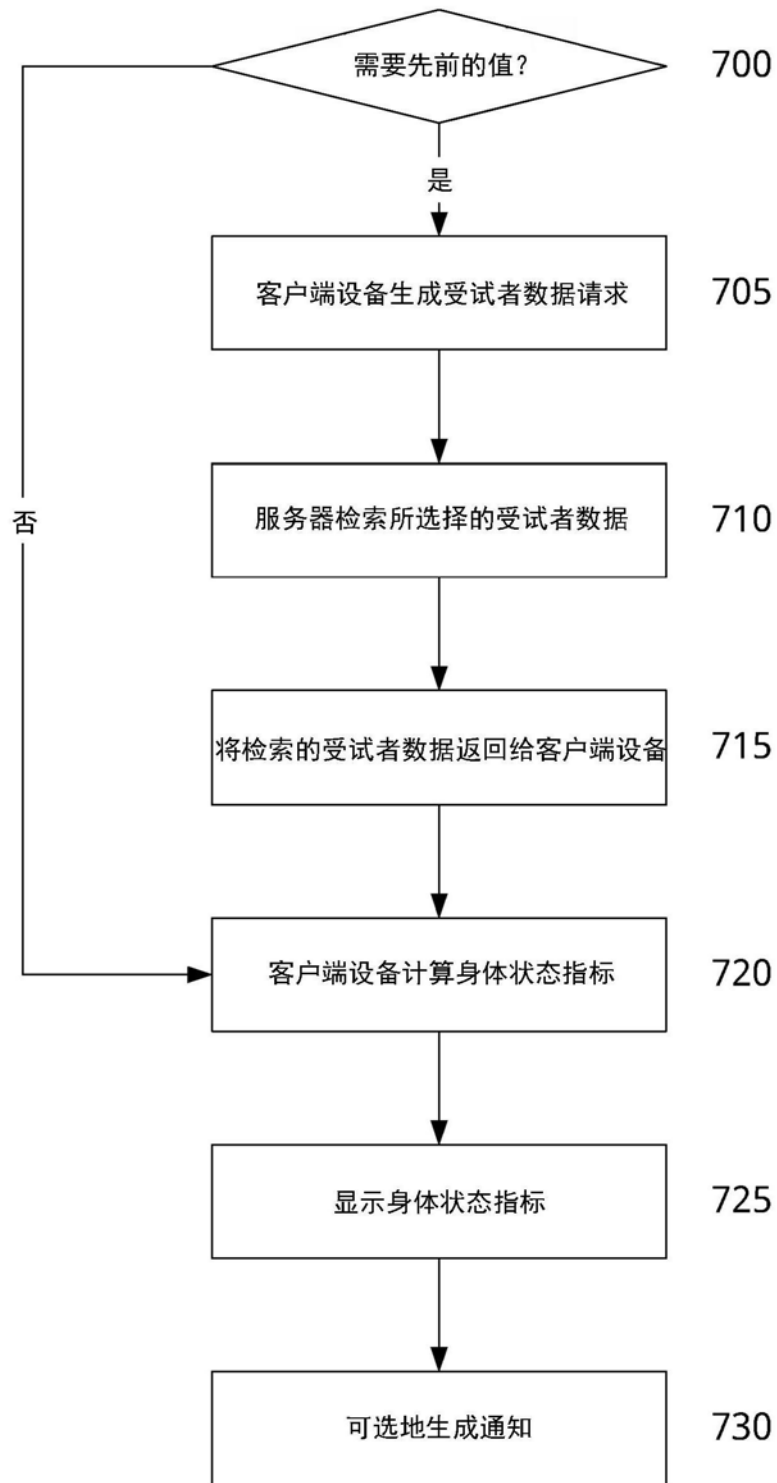 需要先前的值?
700
是
客户端设备生成受试者数据请求
705
服务器检索所选择的受试者数据
710
否
将检索的受试者数据返回给客户端设备
715
客户端设备计算身体状态指标
720
显示身体状态指标
725
可选地生成通知
730